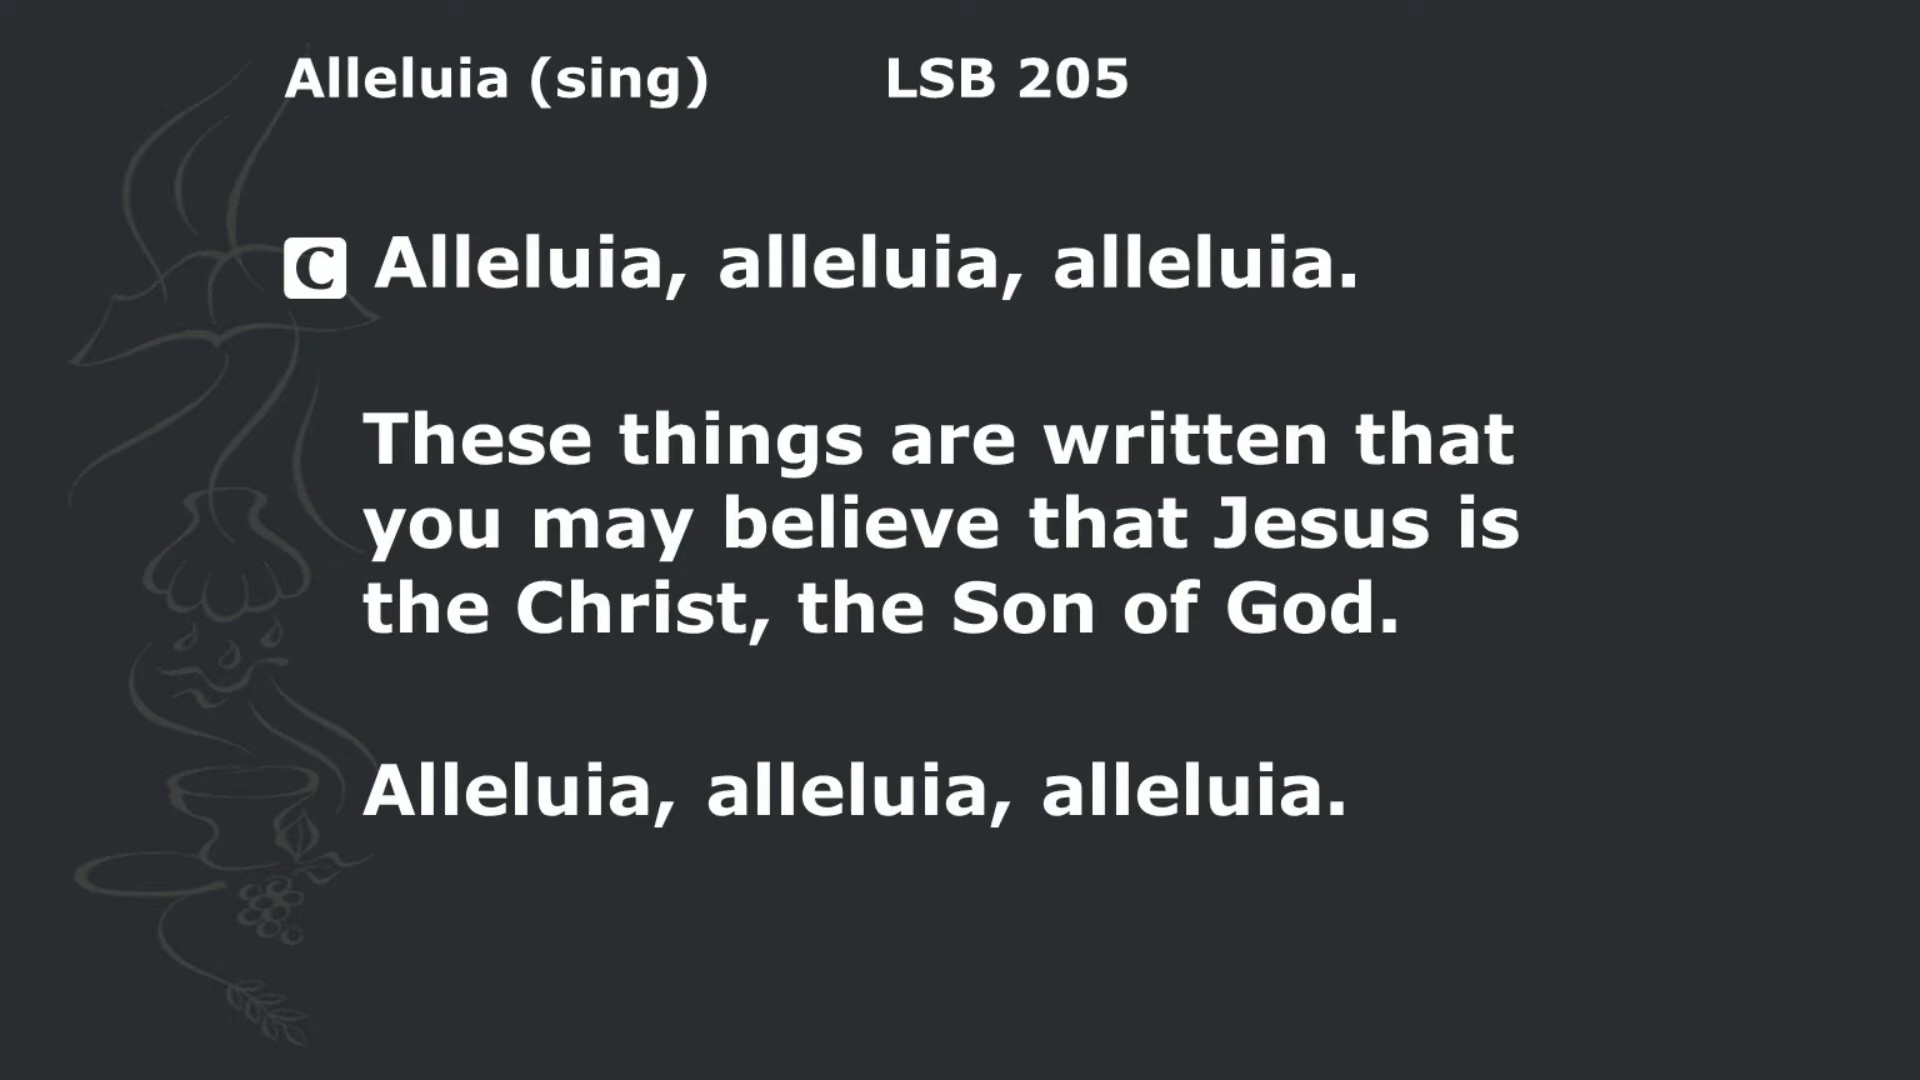 Alleluia (sing) LSB 205
C Alleluia, alleluia, alleluia.
These things are written that
you may believe that Jesus is
the Christ, the Son of God.
Alleluia, alleluia, alleluia.